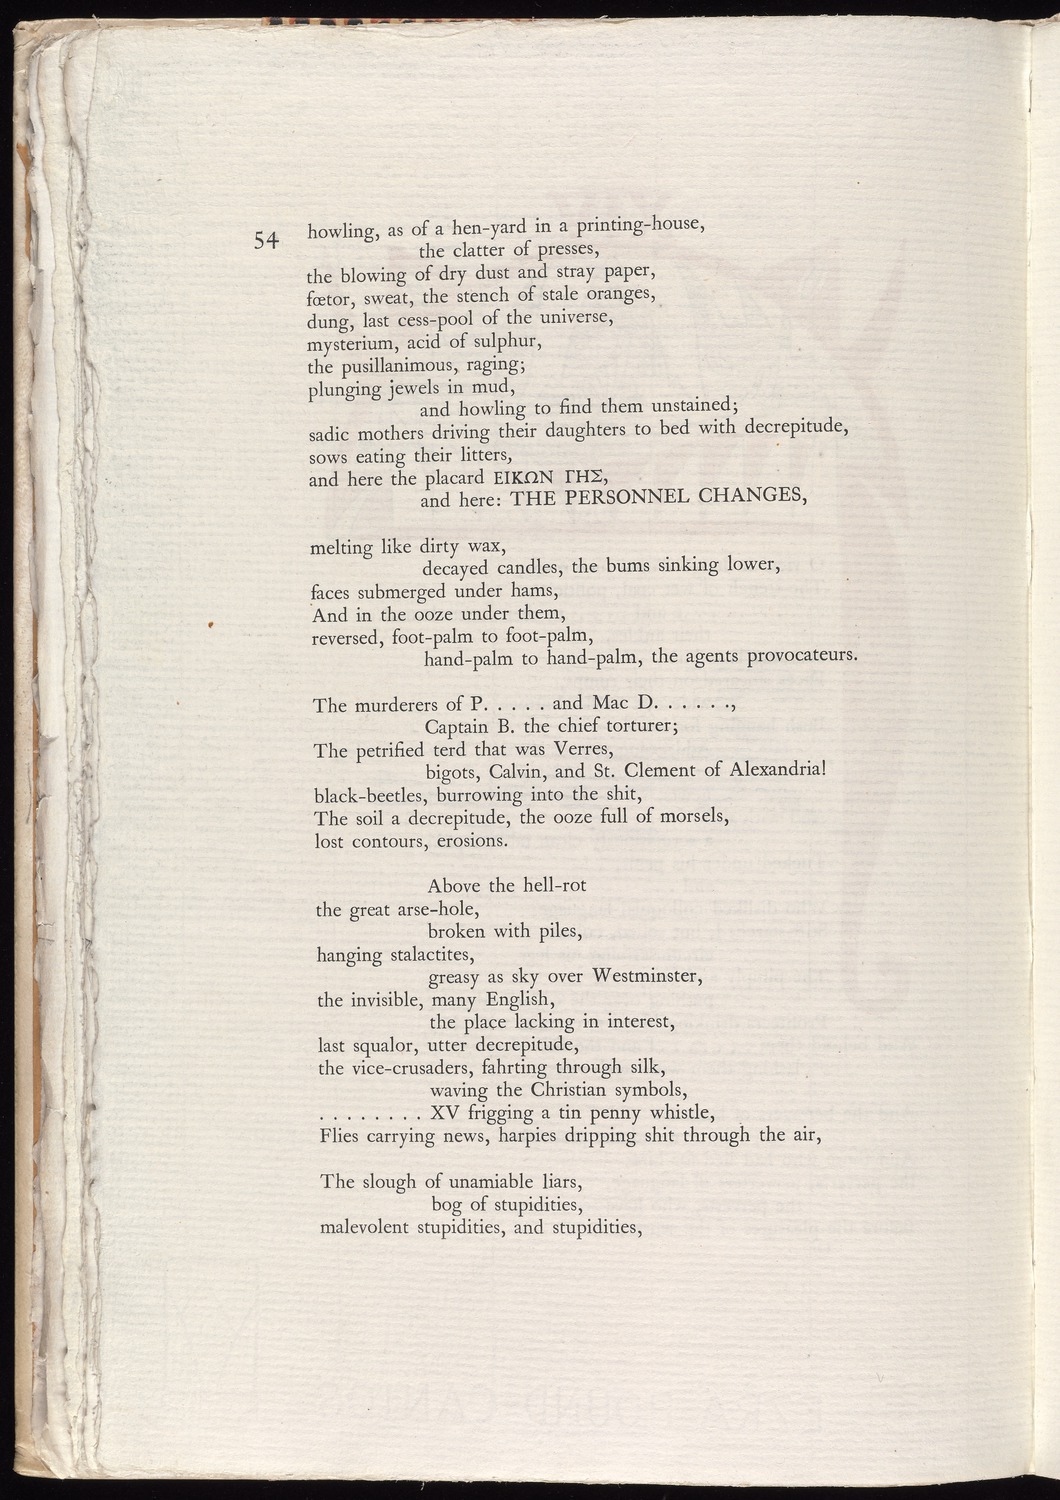 54
howling, as of a hen-yard in a printing-house,
the clatter of presses,
the blowing of dry dust and stray paper,
fœtor, sweat, the stench of stale oranges,
dung, last cess-pool of the universe,
mysterium, acid of sulphur,
the pusillanimous, raging;
plunging jewels in mud,
and howling to find them unstained;
sadic mothers driving their daughters to bed with decrepitude,
sows eating their litters,
and here the placard ΕΙΚΩΝ ΓΗΣ,
and here: THE PERSONNEL CHANGES,
melting like dirty wax,
decayed candles, the bums sinking lower,
faces submerged under hams,
And in the ooze under them,
reversed, foot-palm to foot-palm,
hand-palm to hand-palm, the agents provocateurs.
The murderers of P. . . . . and Mac D. . . . . .,
Captain B. the chief torturer;
The petrified terd that was Verres,
bigots, Calvin, and St. Clement of Alexandria!
black-beetles, burrowing into the shit,
The soil a decrepitude, the ooze full of morsels,
lost contours, erosions.
Above the hell-rot
the great arse-hole,
broken with piles,
hanging stalactites,
greasy as sky over Westminster,
the invisible, many English,
the place lacking in interest,
last squalor, utter decrepitude,
the vice-crusaders, fahrting through silk,
waving the Christian symbols,
. . . . . . . . XV frigging a tin penny whistle,
Flies carrying news, harpies dripping shit through the air,
The slough of unamiable liars,
bog of stupidities,
malevolent stupidities, and stupidities,